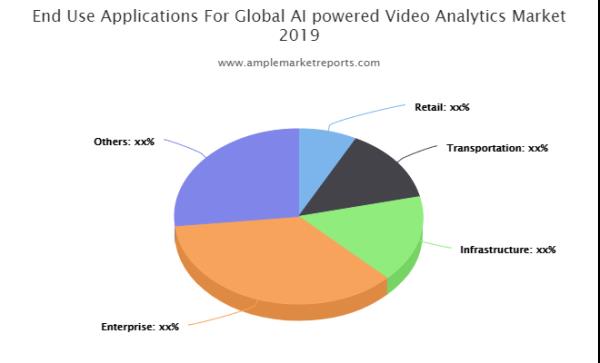 End Use Applications For Global AI powered Video Analytics Market
2019
www.amplemarketreports.com
Retail: xx%
Others: xx%
Transportation: xx%
Infrastructure: xx%
Enterprise: xx%